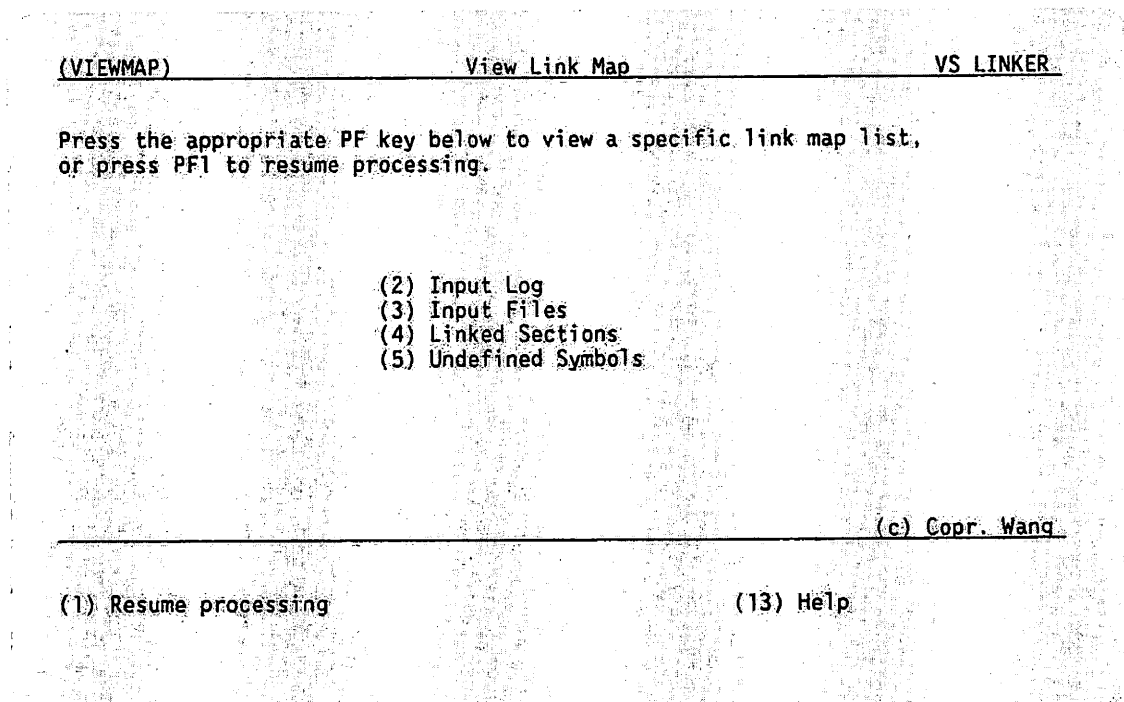 (VIEWMAP) View Link Map VS LINKER
Press the appropriate PF key below to view a specific link map list,
or press PF1 to resume processing.
(2) Input Log
(3) Input Files
(4) Linked Sections
(5) Undefined Symbols
(c) Copr. Wang
(1) Resume processing (13) Help